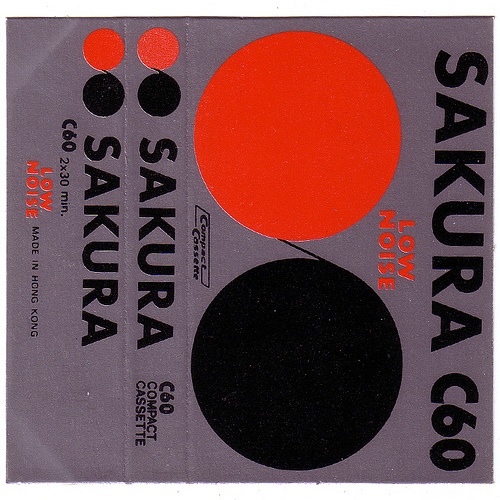 SAKURA C60
LOW
NOISE
Compact
Cassette
SAKURA C60
COMPACT
CASSETTE
SAKURA
C60 2x30 min.
LOW
NOISE MADE IN HONG KONG